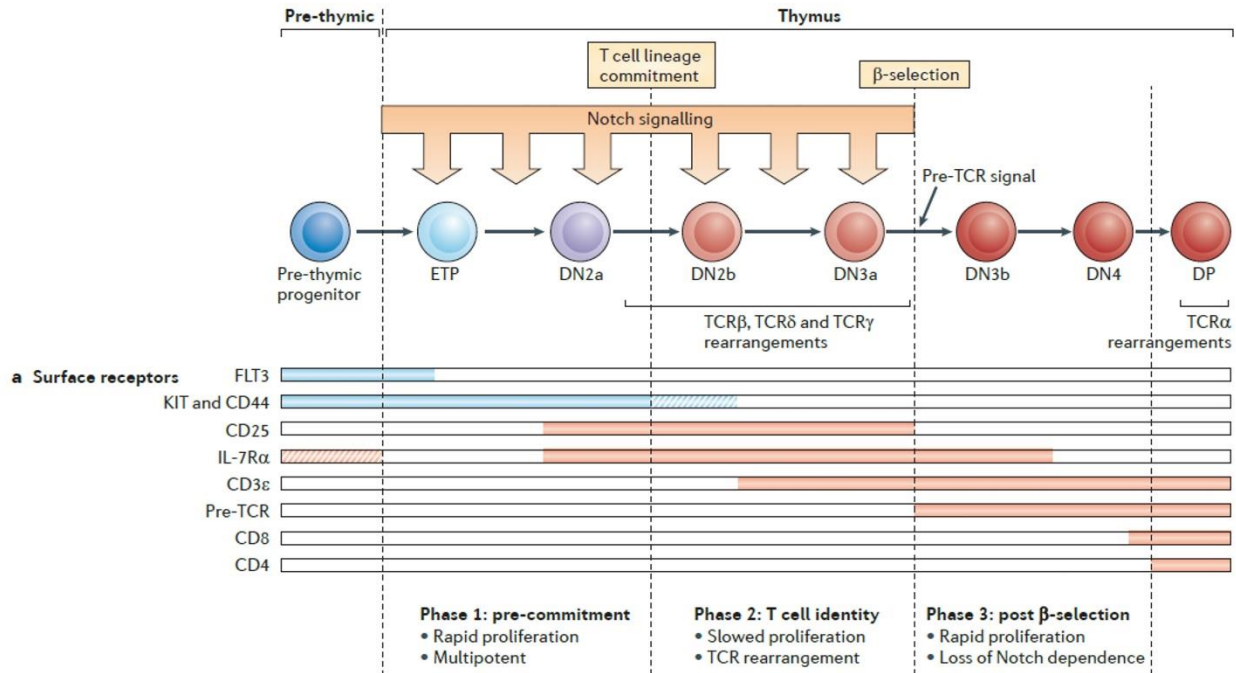 Pre-thymic
Thymus
T cell lineage
commitment
β-selection
Notch signalling
Pre-TCR signal
Pre-thymic
progenitor
ETP
DN2a
DN2b
DN3a
DN3b
DN4
DP
TCRβ, TCRδ and TCRγ
rearrangements
TCRα
rearrangements
a Surface receptors
FLT3
KIT and CD44
CD25
IL-7Rα
CD3ε
Pre-TCR
CD8
CD4
Phase 1: pre-commitment
• Rapid proliferation
• Multipotent
Phase 2: T cell identity
• Slowed proliferation
• TCR rearrangement
Phase 3: post β-selection
• Rapid proliferation
• Loss of Notch dependence